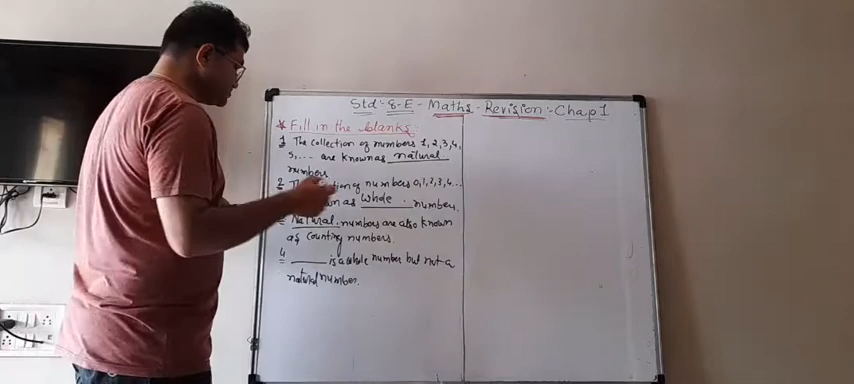 Std:- 8-E - Maths - Revision - Chap 1
* Fill in the blanks
1 The collection of numbers 1, 2, 3, 4,
5, ... are known as natural
numbers
2 of numbers 0, 1, 2, 3, 4 ...
as Whole number.
Natural numbers are also known
as counting numbers.
4 ______ is a whole number but not a
natural number.